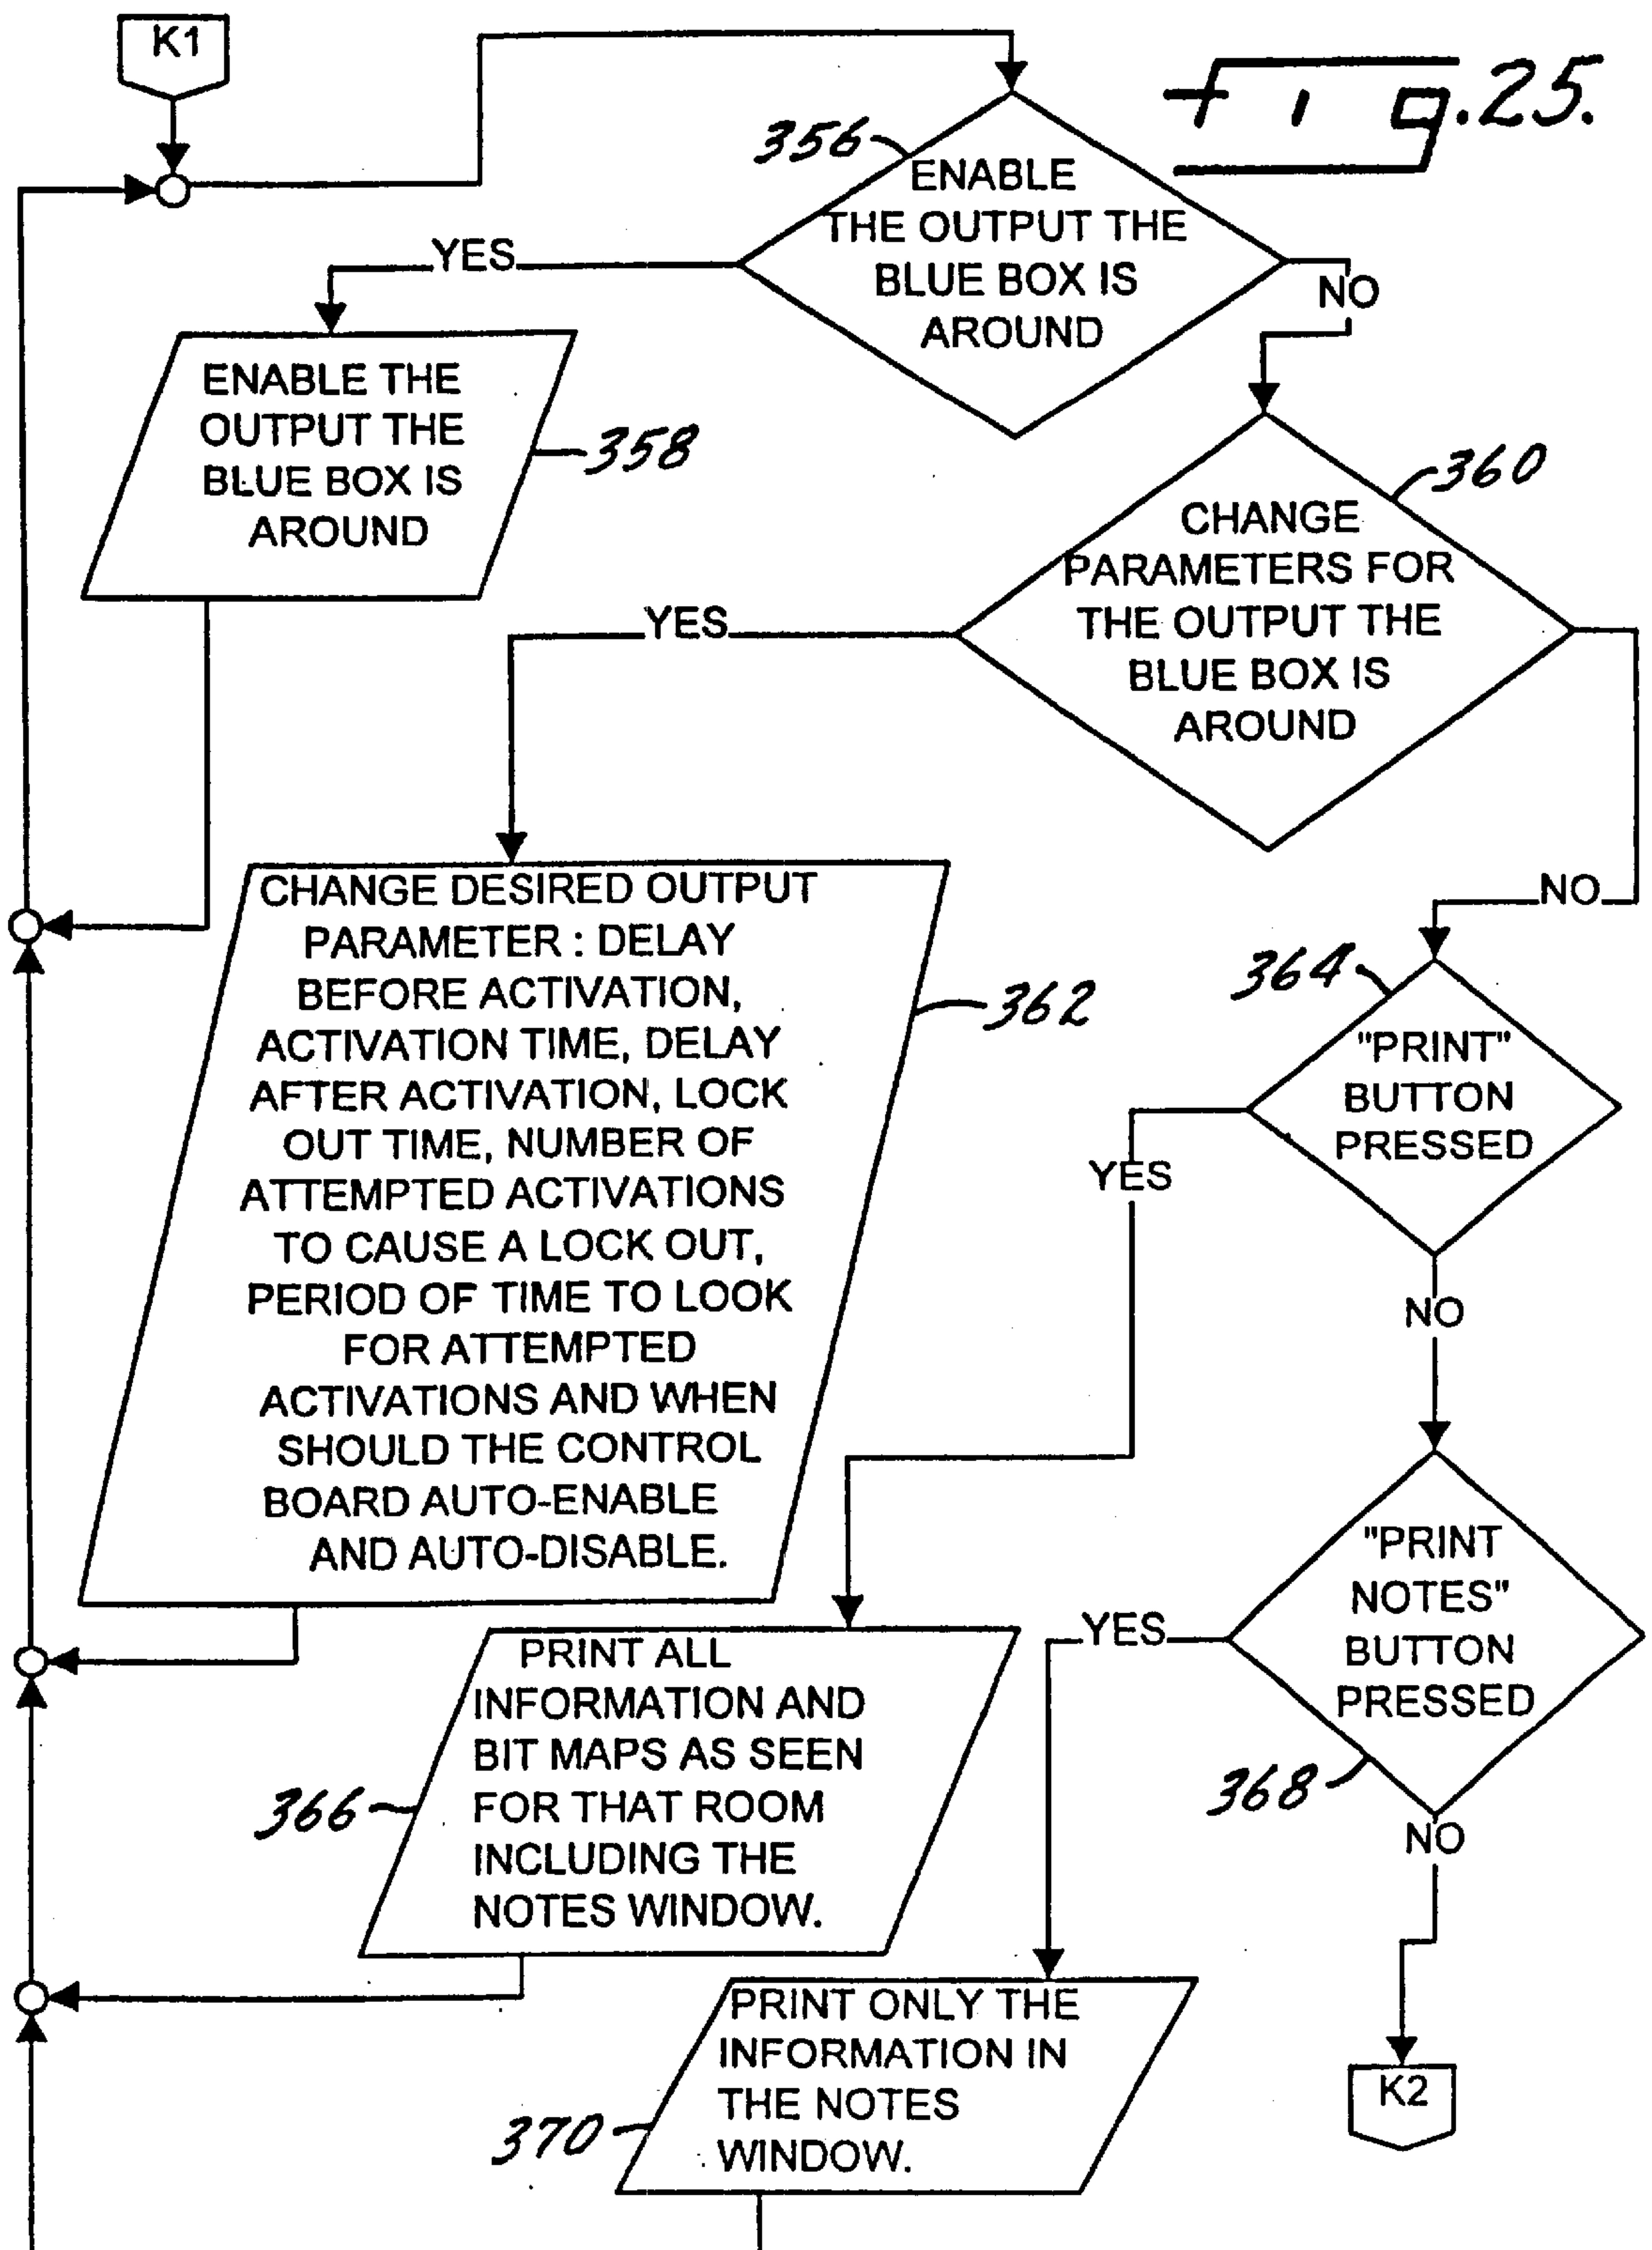 K1
Fig.25.
356
ENABLE
THE OUTPUT THE
BLUE BOX IS
AROUND
YES
NO
ENABLE THE
OUTPUT THE
BLUE BOX IS
AROUND
358
360
CHANGE
PARAMETERS FOR
THE OUTPUT THE
BLUE BOX IS
AROUND
YES
NO
CHANGE DESIRED OUTPUT
PARAMETER : DELAY
BEFORE ACTIVATION,
ACTIVATION TIME, DELAY
AFTER ACTIVATION, LOCK
OUT TIME, NUMBER OF
ATTEMPTED ACTIVATIONS
TO CAUSE A LOCK OUT,
PERIOD OF TIME TO LOOK
FOR ATTEMPTED
ACTIVATIONS AND WHEN
SHOULD THE CONTROL
BOARD AUTO-ENABLE
AND AUTO-DISABLE.
362
364
"PRINT"
BUTTON
PRESSED
YES
NO
"PRINT
NOTES"
BUTTON
PRESSED
368
YES
NO
PRINT ALL
INFORMATION AND
BIT MAPS AS SEEN
FOR THAT ROOM
INCLUDING THE
NOTES WINDOW.
366
PRINT ONLY THE
INFORMATION IN
THE NOTES
WINDOW.
370
K2